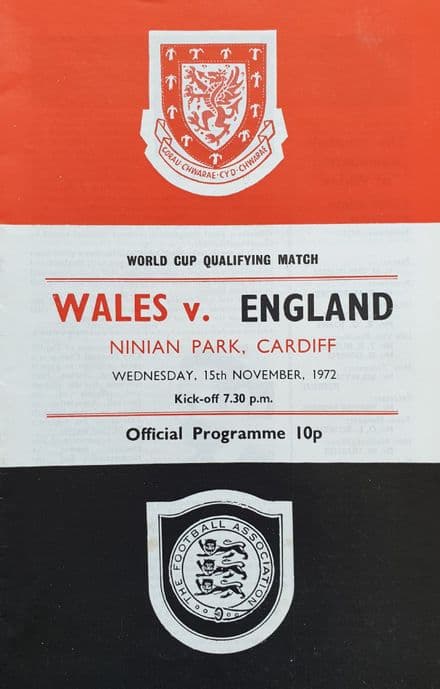 GORAU CHWARAE CYD CHWARAE
WORLD CUP QUALIFYING MATCH
WALES v. ENGLAND
NINIAN PARK, CARDIFF
WEDNESDAY, 15th NOVEMBER, 1972
Kick-off 7.30 p.m.
Official Programme 10p
THE FOOTBALL ASSOCIATION